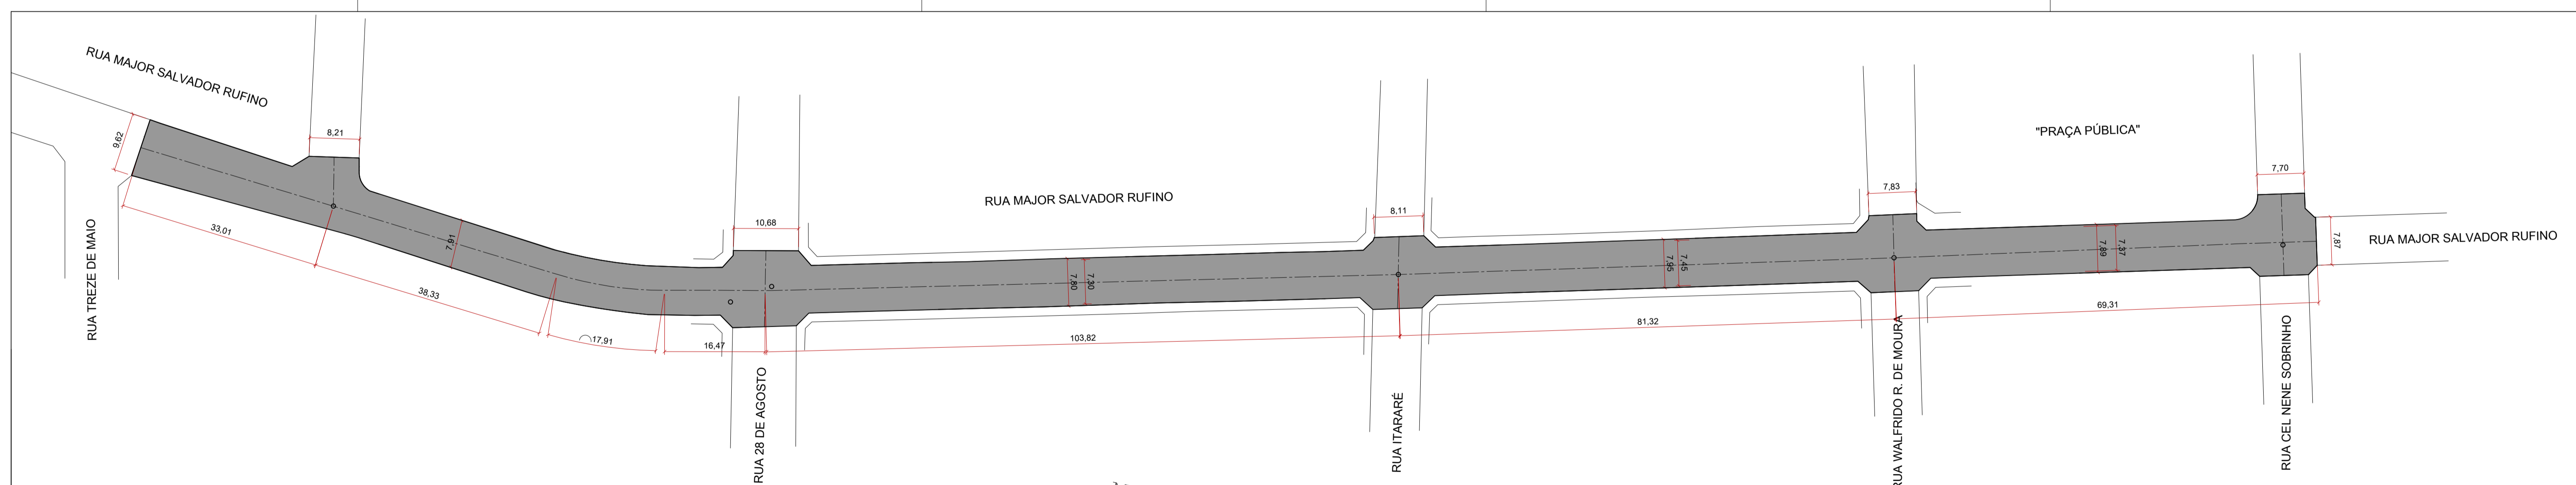 RUA MAJOR SALVADOR RUFINO
9,62
8,21
33,01
RUA TREZE DE MAIO
7,91
38,33
17,91
16,47
10,68
RUA 28 DE AGOSTO
RUA MAJOR SALVADOR RUFINO
7,80
7,30
103,82
8,11
RUA ITARARÉ
7,95
7,45
81,32
7,83
RUA WALFRIDO R. DE MOURA
"PRAÇA PÚBLICA"
7,89
7,37
69,31
7,70
7,87
RUA CEL NENE SOBRINHO
RUA MAJOR SALVADOR RUFINO